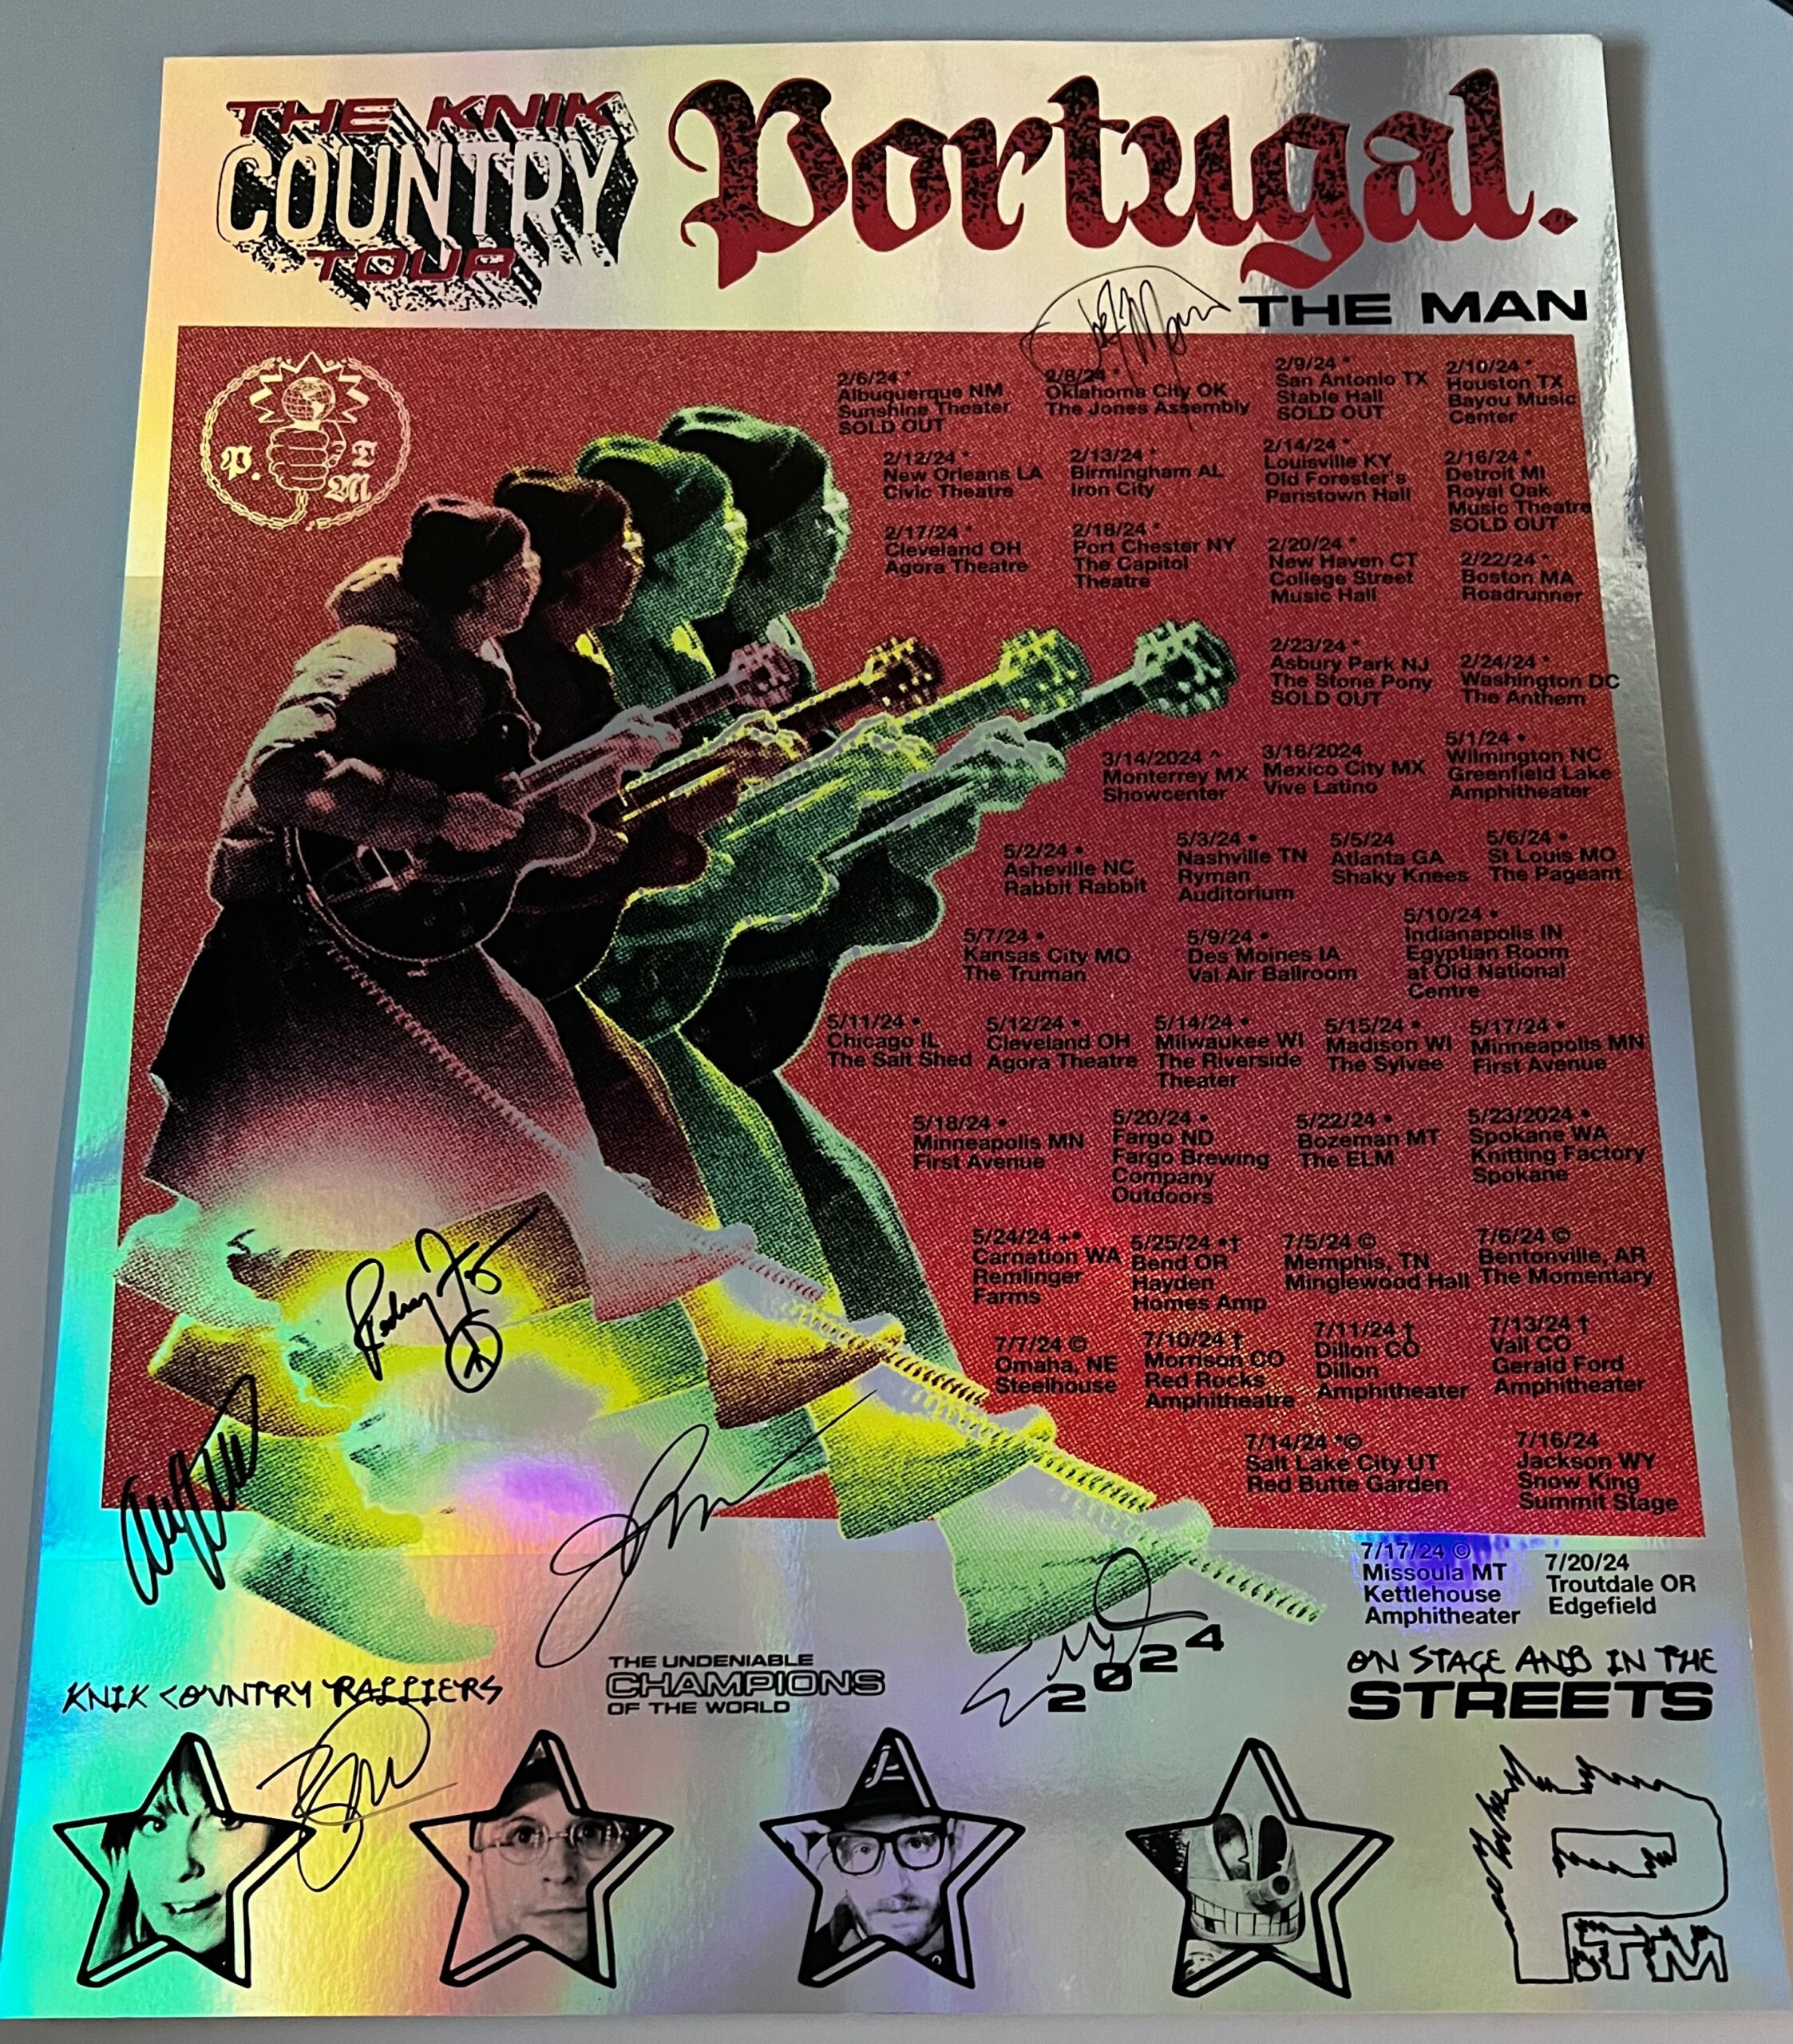 THE KNIK
COUNTRY
TOUR
Portugal.
THE MAN
P. T M
2/6/24 *
Albuquerque NM
Sunshine Theater
SOLD OUT
2/8/24 *
Oklahoma City OK
The Jones Assembly
2/9/24 *
San Antonio TX
Stable Hall
SOLD OUT
2/10/24 *
Houston TX
Bayou Music
Center
2/12/24 *
New Orleans LA
Civic Theatre
2/13/24 *
Birmingham AL
Iron City
2/14/24 *
Louisville KY
Old Forester's
Paristown Hall
2/16/24 *
Detroit MI
Royal Oak
Music Theatre
SOLD OUT
2/17/24 *
Cleveland OH
Agora Theatre
2/18/24 *
Port Chester NY
The Capitol
Theatre
2/20/24 *
New Haven CT
College Street
Music Hall
2/22/24 *
Boston MA
Roadrunner
2/23/24 *
Asbury Park NJ
The Stone Pony
SOLD OUT
2/24/24 *
Washington DC
The Anthem
3/14/2024 ^
Monterrey MX
Showcenter
3/16/2024
Mexico City MX
Vive Latino
5/1/24 •
Wilmington NC
Greenfield Lake
Amphitheater
5/2/24 •
Asheville NC
Rabbit Rabbit
5/3/24 •
Nashville TN
Ryman
Auditorium
5/5/24
Atlanta GA
Shaky Knees
5/6/24 •
St Louis MO
The Pageant
5/7/24 •
Kansas City MO
The Truman
5/9/24 •
Des Moines IA
Val Air Ballroom
5/10/24 •
Indianapolis IN
Egyptian Room
at Old National
Centre
5/11/24 •
Chicago IL
The Salt Shed
5/12/24 •
Cleveland OH
Agora Theatre
5/14/24 •
Milwaukee WI
The Riverside
Theater
5/15/24 •
Madison WI
The Sylvee
5/17/24 •
Minneapolis MN
First Avenue
5/18/24 •
Minneapolis MN
First Avenue
5/20/24 •
Fargo ND
Fargo Brewing
Company
Outdoors
5/22/24 •
Bozeman MT
The ELM
5/23/2024 •
Spokane WA
Knitting Factory
Spokane
5/24/24 +•
Carnation WA
Remlinger
Farms
5/25/24 •†
Bend OR
Hayden
Homes Amp
7/5/24 ©
Memphis, TN
Minglewood Hall
7/6/24 ©
Bentonville, AR
The Momentary
7/7/24 ©
Omaha, NE
Steelhouse
7/10/24 †
Morrison CO
Red Rocks
Amphitheatre
7/11/24 †
Dillon CO
Dillon
Amphitheater
7/13/24 †
Vail CO
Gerald Ford
Amphitheater
7/14/24 *©
Salt Lake City UT
Red Butte Garden
7/16/24
Jackson WY
Snow King
Summit Stage
7/17/24 ©
Missoula MT
Kettlehouse
Amphitheater
7/20/24
Troutdale OR
Edgefield
KNIK COUNTRY RALLIERS
THE UNDENIABLE
CHAMPIONS
OF THE WORLD
2024
ON STAGE AND IN THE
STREETS
P.TM